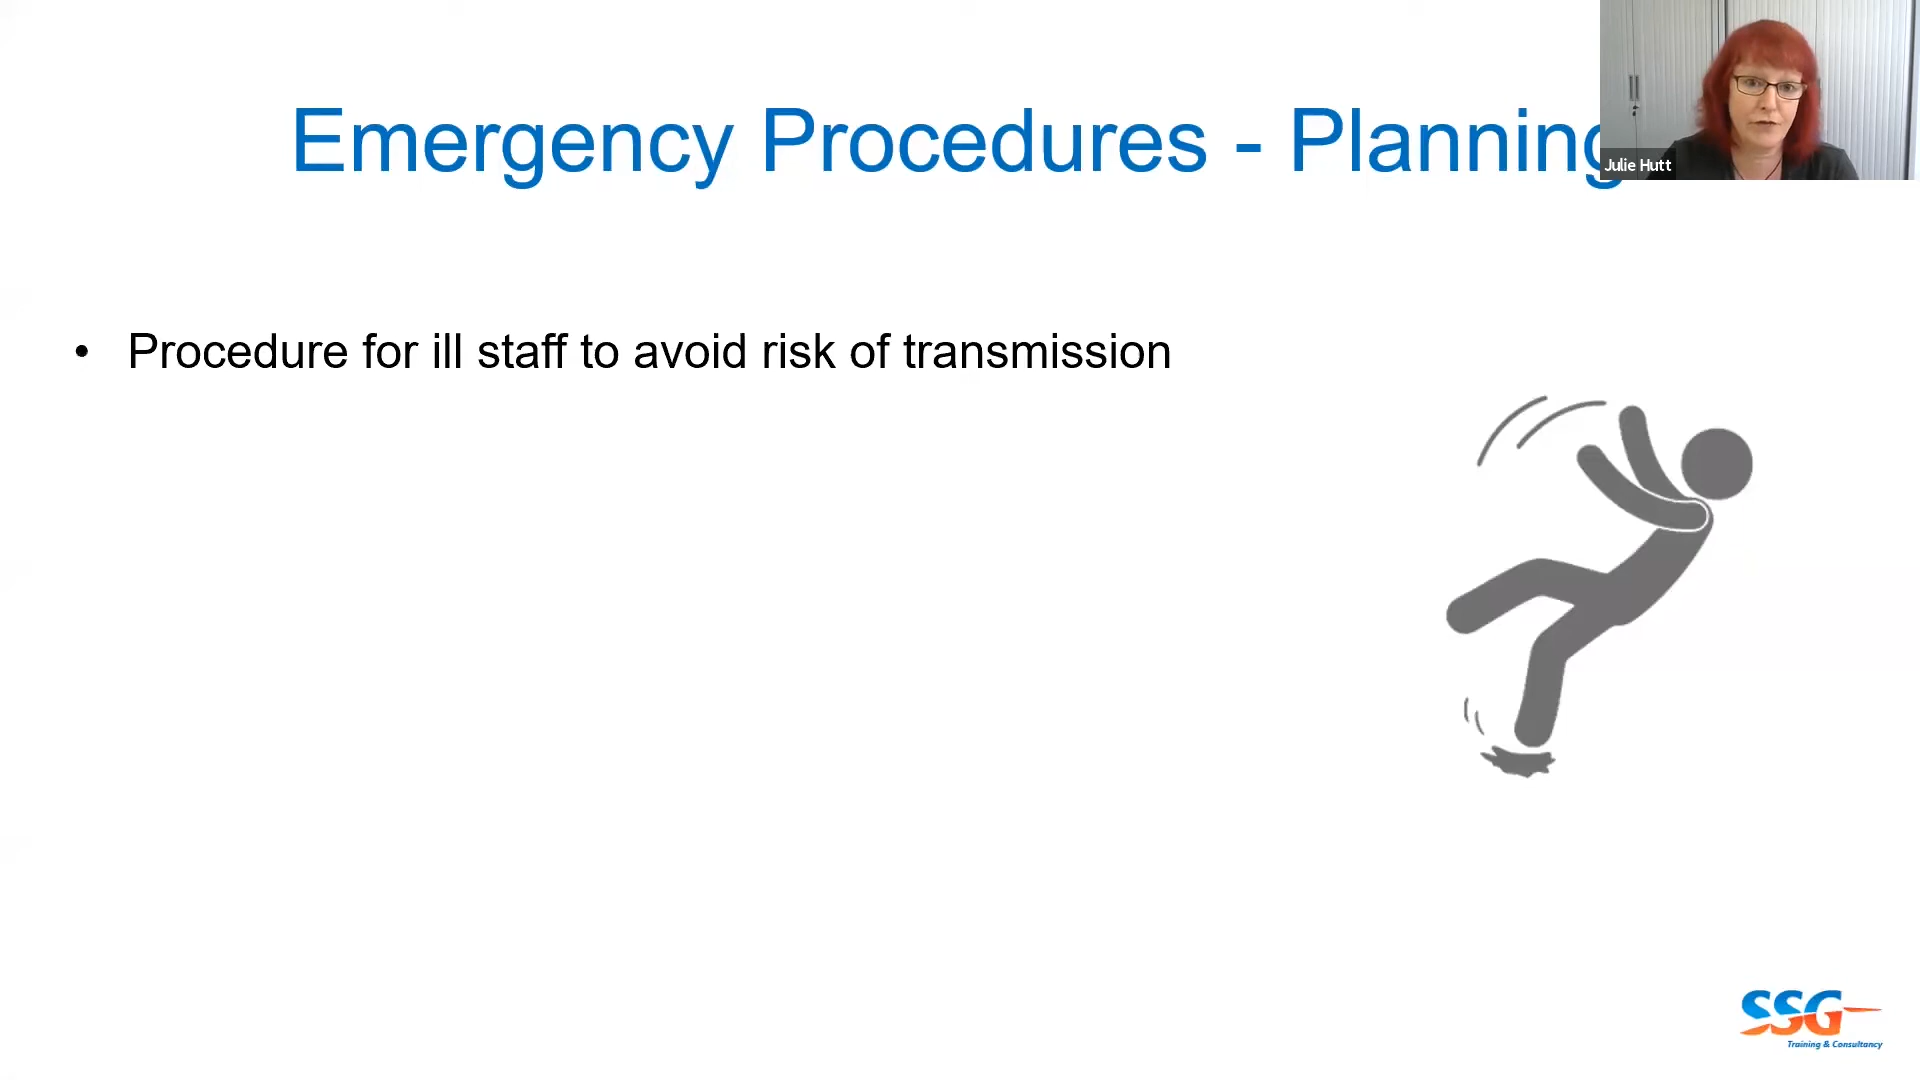 Emergency Procedures - Planning
Julie Hutt
• Procedure for ill staff to avoid risk of transmission
SSG
Training & Consultancy